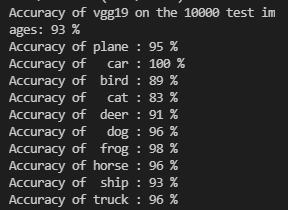 Accuracy of vgg19 on the 10000 test im
ages: 93 %
Accuracy of plane : 95 %
Accuracy of   car : 100 %
Accuracy of  bird : 89 %
Accuracy of   cat : 83 %
Accuracy of  deer : 91 %
Accuracy of   dog : 96 %
Accuracy of  frog : 98 %
Accuracy of horse : 96 %
Accuracy of  ship : 93 %
Accuracy of truck : 96 %